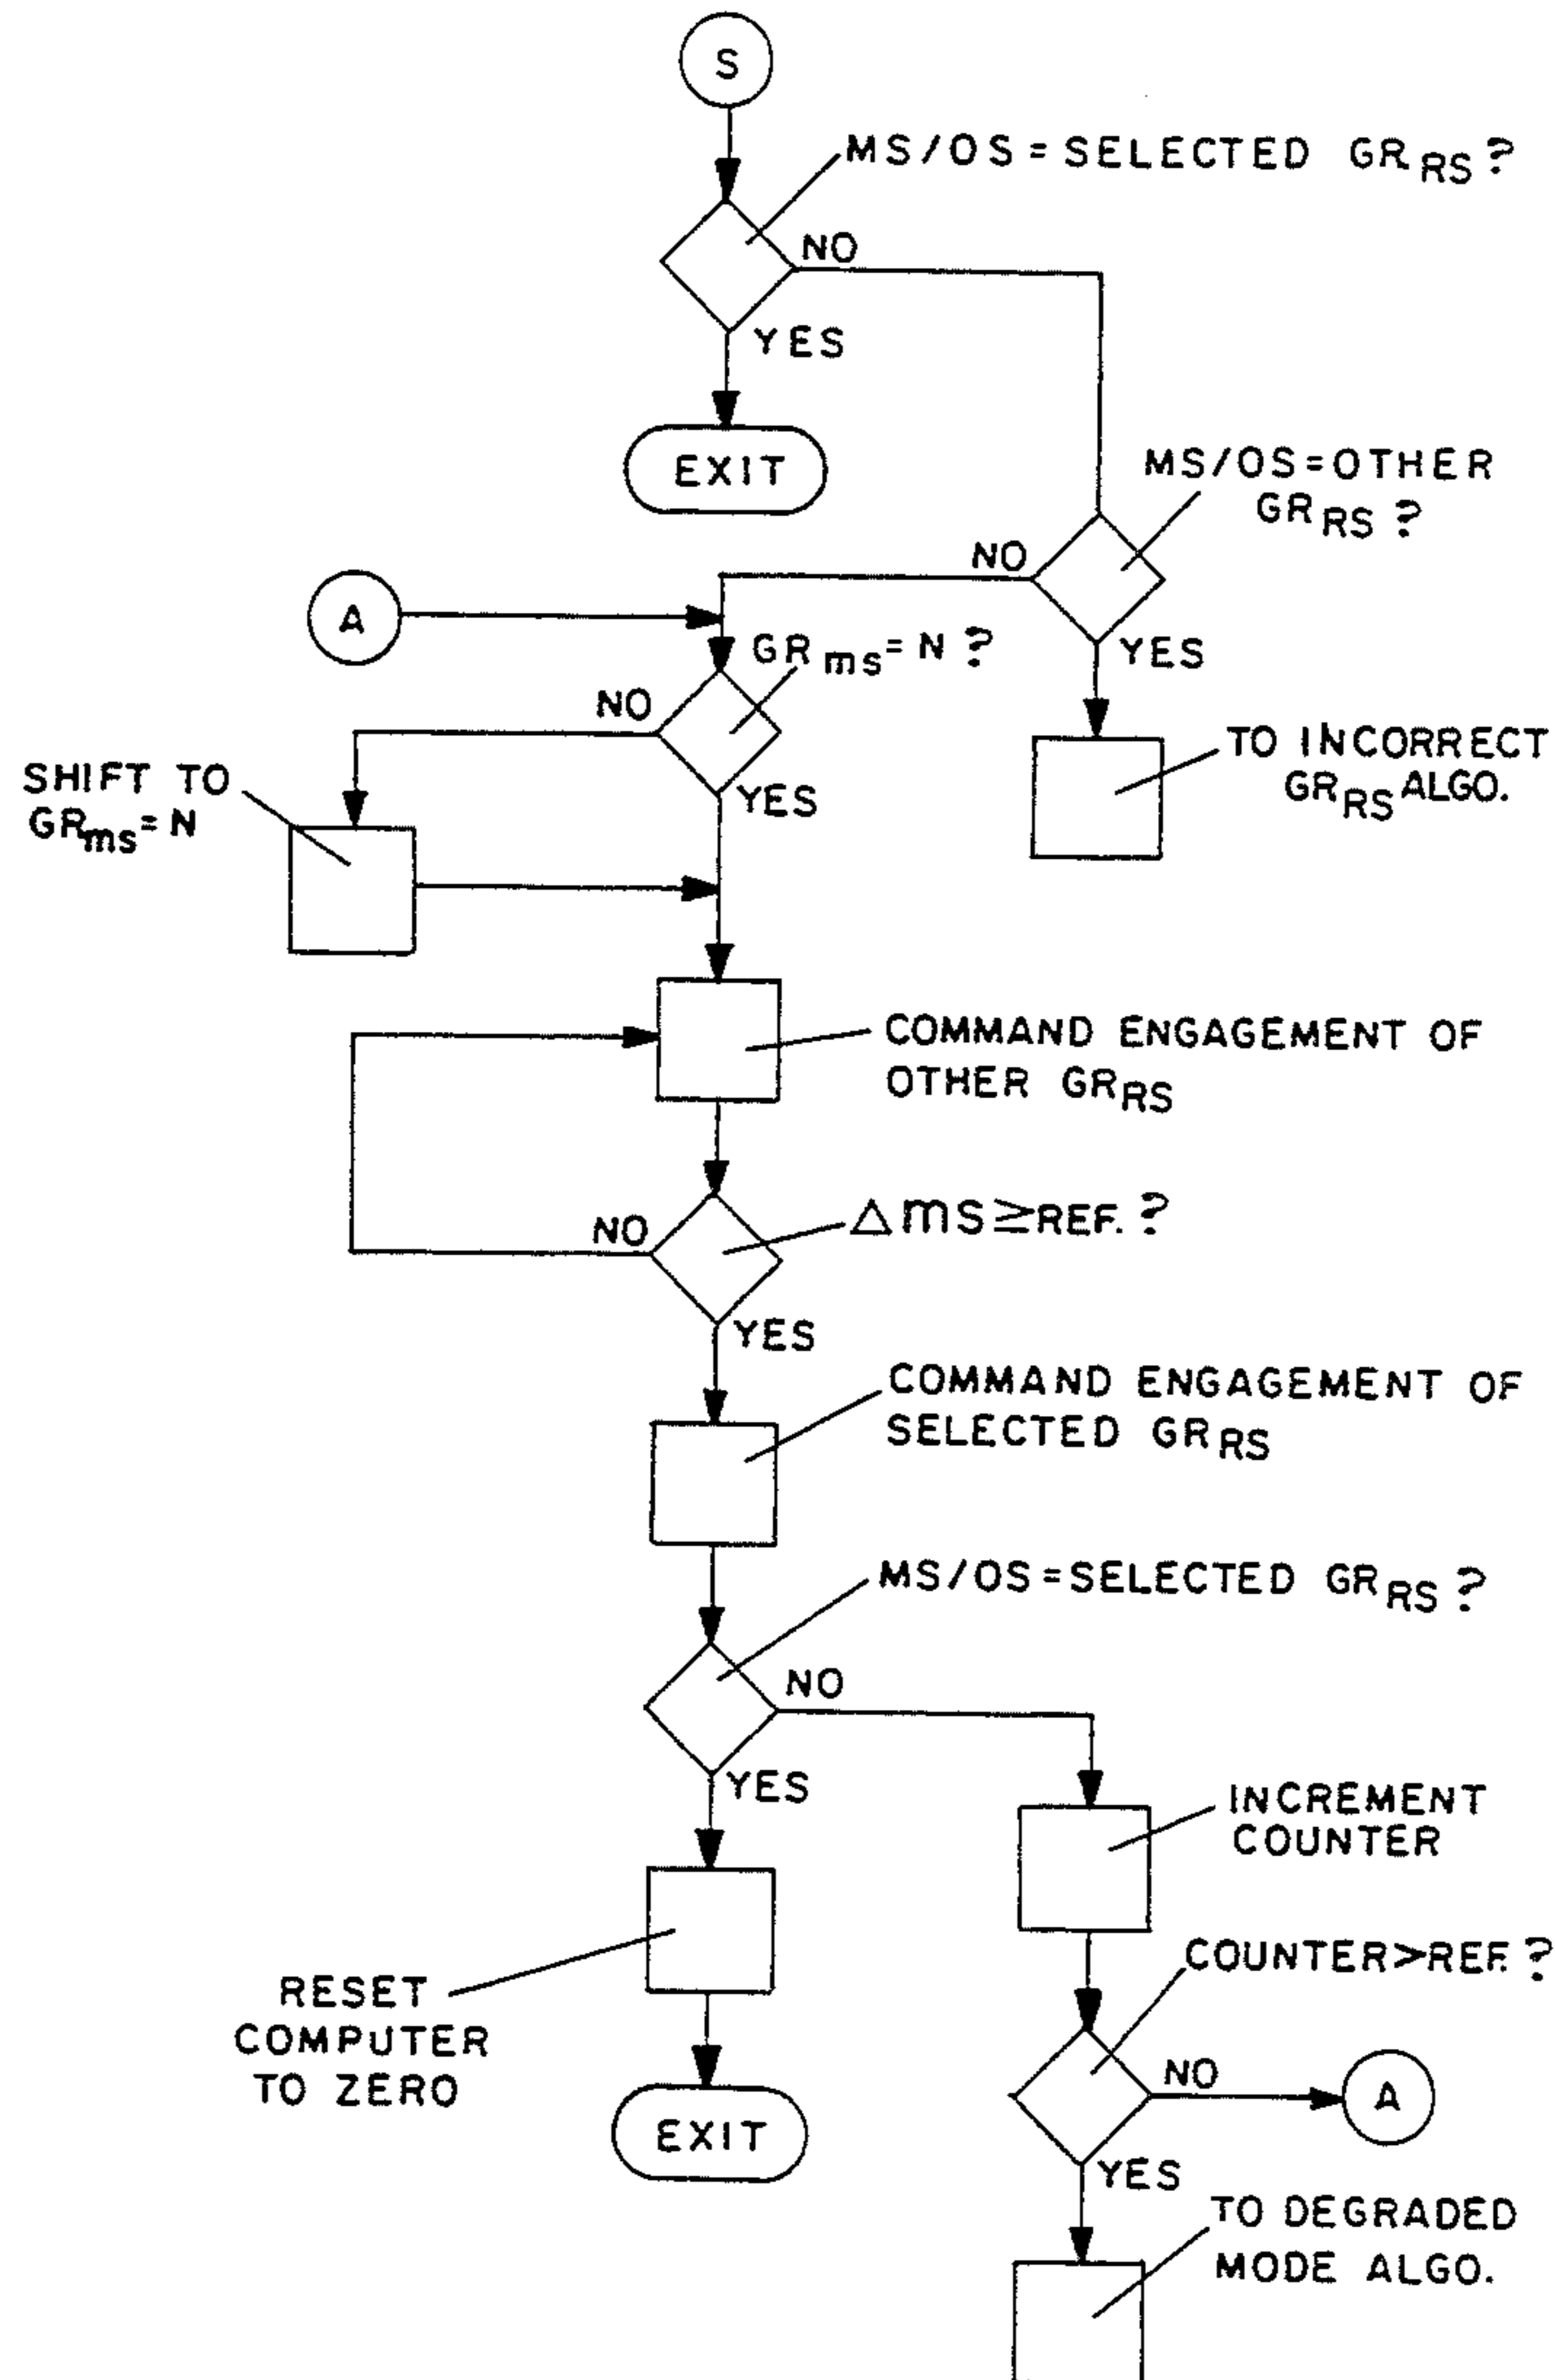 S
MS/OS = SELECTED GRRS ?
NO
YES
EXIT
MS/OS = OTHER
GRRS ?
NO
YES
A
GRms = N ?
NO
YES
TO INCORRECT
GRRS ALGO.
SHIFT TO
GRms = N
COMMAND ENGAGEMENT OF
OTHER GRRS
Δms ≥ REF. ?
NO
YES
COMMAND ENGAGEMENT OF
SELECTED GRRS
MS/OS = SELECTED GRRS ?
NO
YES
INCREMENT
COUNTER
COUNTER > REF. ?
RESET
COMPUTER
TO ZERO
NO
A
EXIT
YES
TO DEGRADED
MODE ALGO.